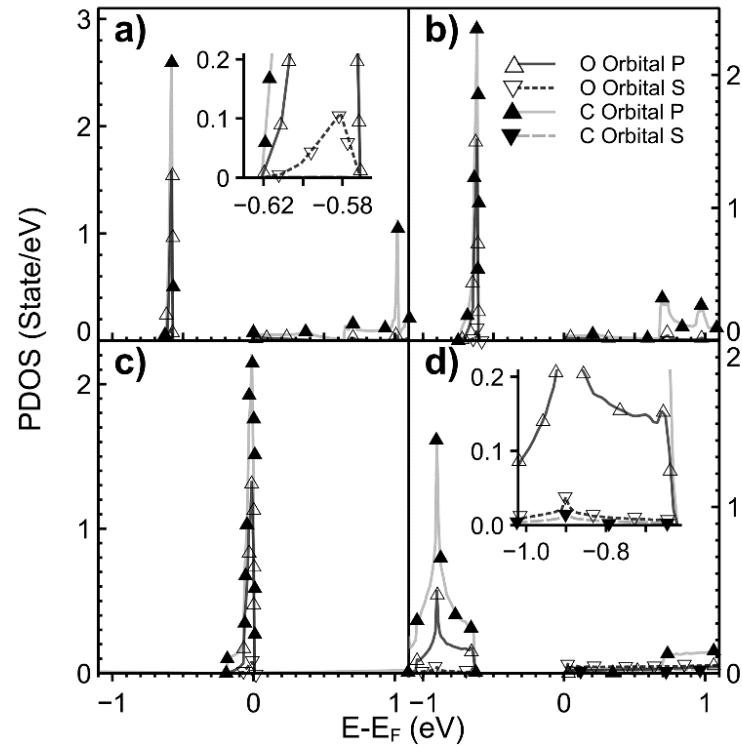 a)
b)
c)
d)
PDOS (State/eV)
E-E_F (eV)
O Orbital P
O Orbital S
C Orbital P
C Orbital S
3
2
1
0
0.2
0.1
0
−0.62
−0.58
2
1
0
2
1
0
−1
0
1
0.2
0.1
0.0
−1.0
−0.8
2
1
0
−1
0
1